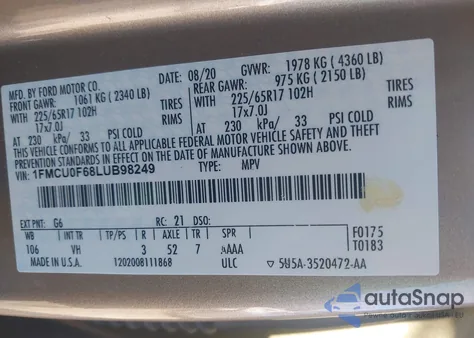 MFD. BY FORD MOTOR CO.
08/20 GVWR: 1978 KG (4360 LB)
FRONT GAWR: 1061 KG (2340 LB) REAR GAWR: 975 KG (2150 LB)
WITH 225/65R17 102H TIRES WITH 225/65R17 102H TIRES
17x7.0J RIMS 17x7.0J RIMS
AT 230 kPa/ 33 PSI COLD AT 230 kPa/ 33 PSI COLD
THIS VEHICLE CONFORMS TO ALL APPLICABLE FEDERAL MOTOR VEHICLE SAFETY AND THEFT
PREVENTION STANDARDS IN EFFECT ON THE DATE OF MANUFACTURE SHOWN ABOVE.
VIN: 1FMCU0F68LUB98249 TYPE: MPV
EXT PNT: G6 RC: 21 DSO:
WB INT TR TP/PS R AXLE TR SPR
106 VH 3 52 7 AAAA
F0175
T0183
MADE IN U.S.A. 1202008111868 ULC 5U5A-3520472-AA
autoSnap